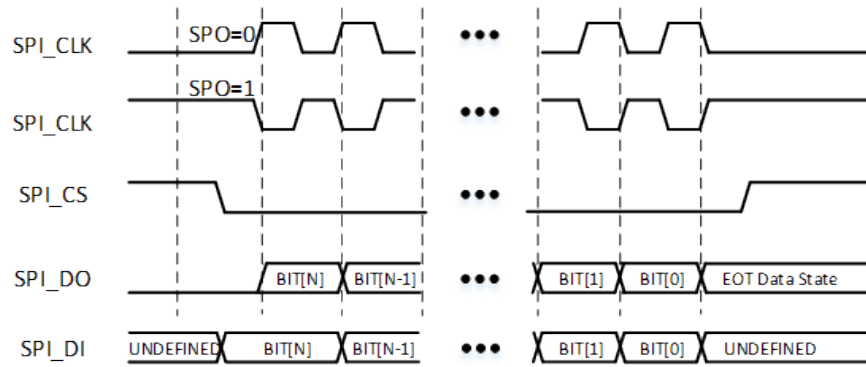 SPI_CLK SPO=0
SPI_CLK SPO=1
SPI_CS
SPI_DO BIT[N] BIT[N-1] BIT[1] BIT[0] EOT Data State
SPI_DI UNDEFINED BIT[N] BIT[N-1] BIT[1] BIT[0] UNDEFINED